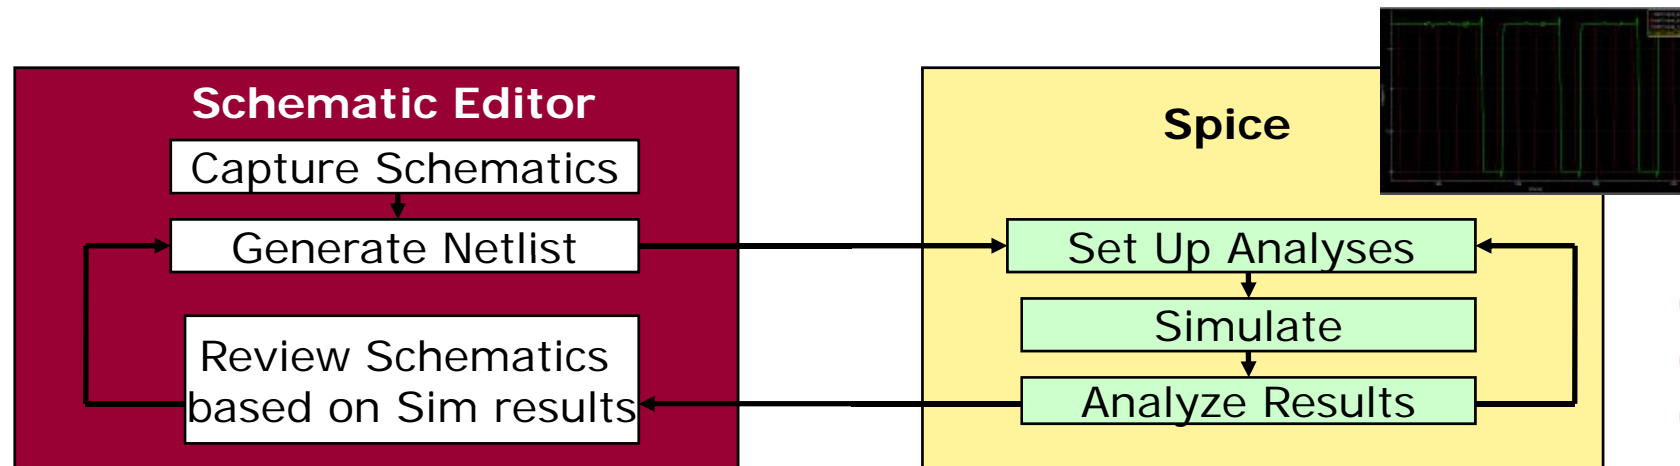 Schematic Editor
Capture Schematics
Generate Netlist
Review Schematics
based on Sim results
Spice
Set Up Analyses
Simulate
Analyze Results